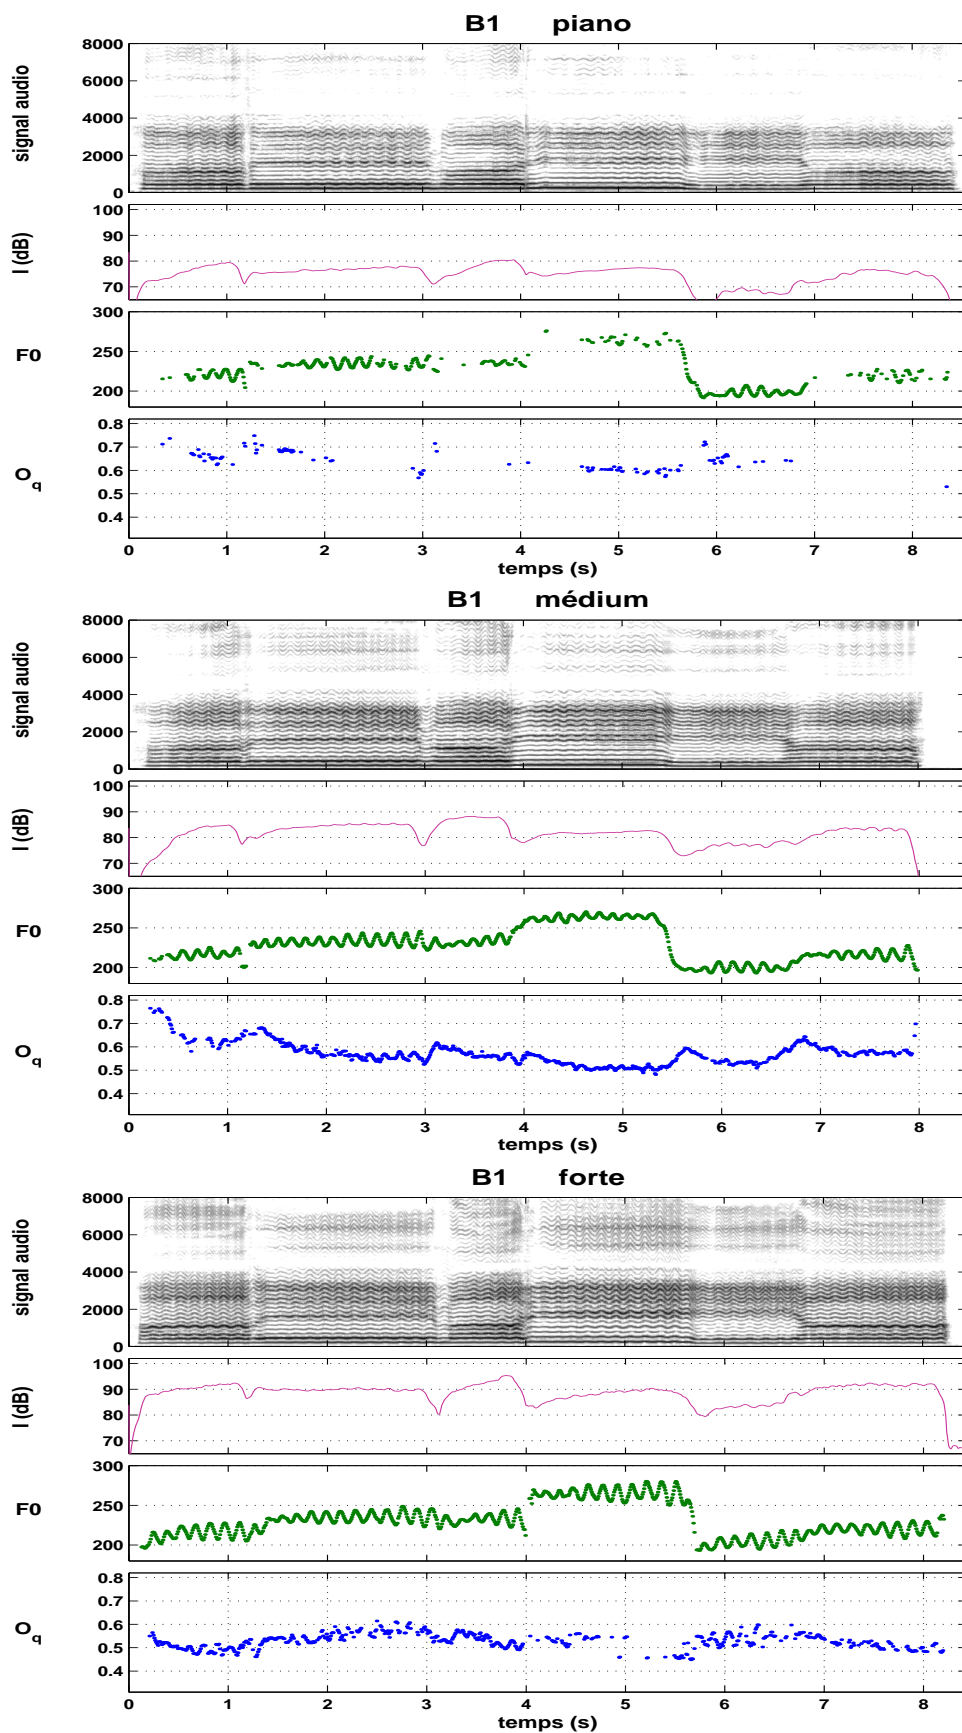 B1 piano
8000
6000
4000
2000
0
signal audio
100
90
80
70
I (dB)
300
250
200
F0
0.8
0.7
0.6
0.5
0.4
Oq
0 1 2 3 4 5 6 7 8
temps (s)
B1 médium
8000
6000
4000
2000
0
signal audio
100
90
80
70
I (dB)
300
250
200
F0
0.8
0.7
0.6
0.5
0.4
Oq
0 1 2 3 4 5 6 7 8
temps (s)
B1 forte
8000
6000
4000
2000
0
signal audio
100
90
80
70
I (dB)
300
250
200
F0
0.8
0.7
0.6
0.5
0.4
Oq
0 1 2 3 4 5 6 7 8
temps (s)